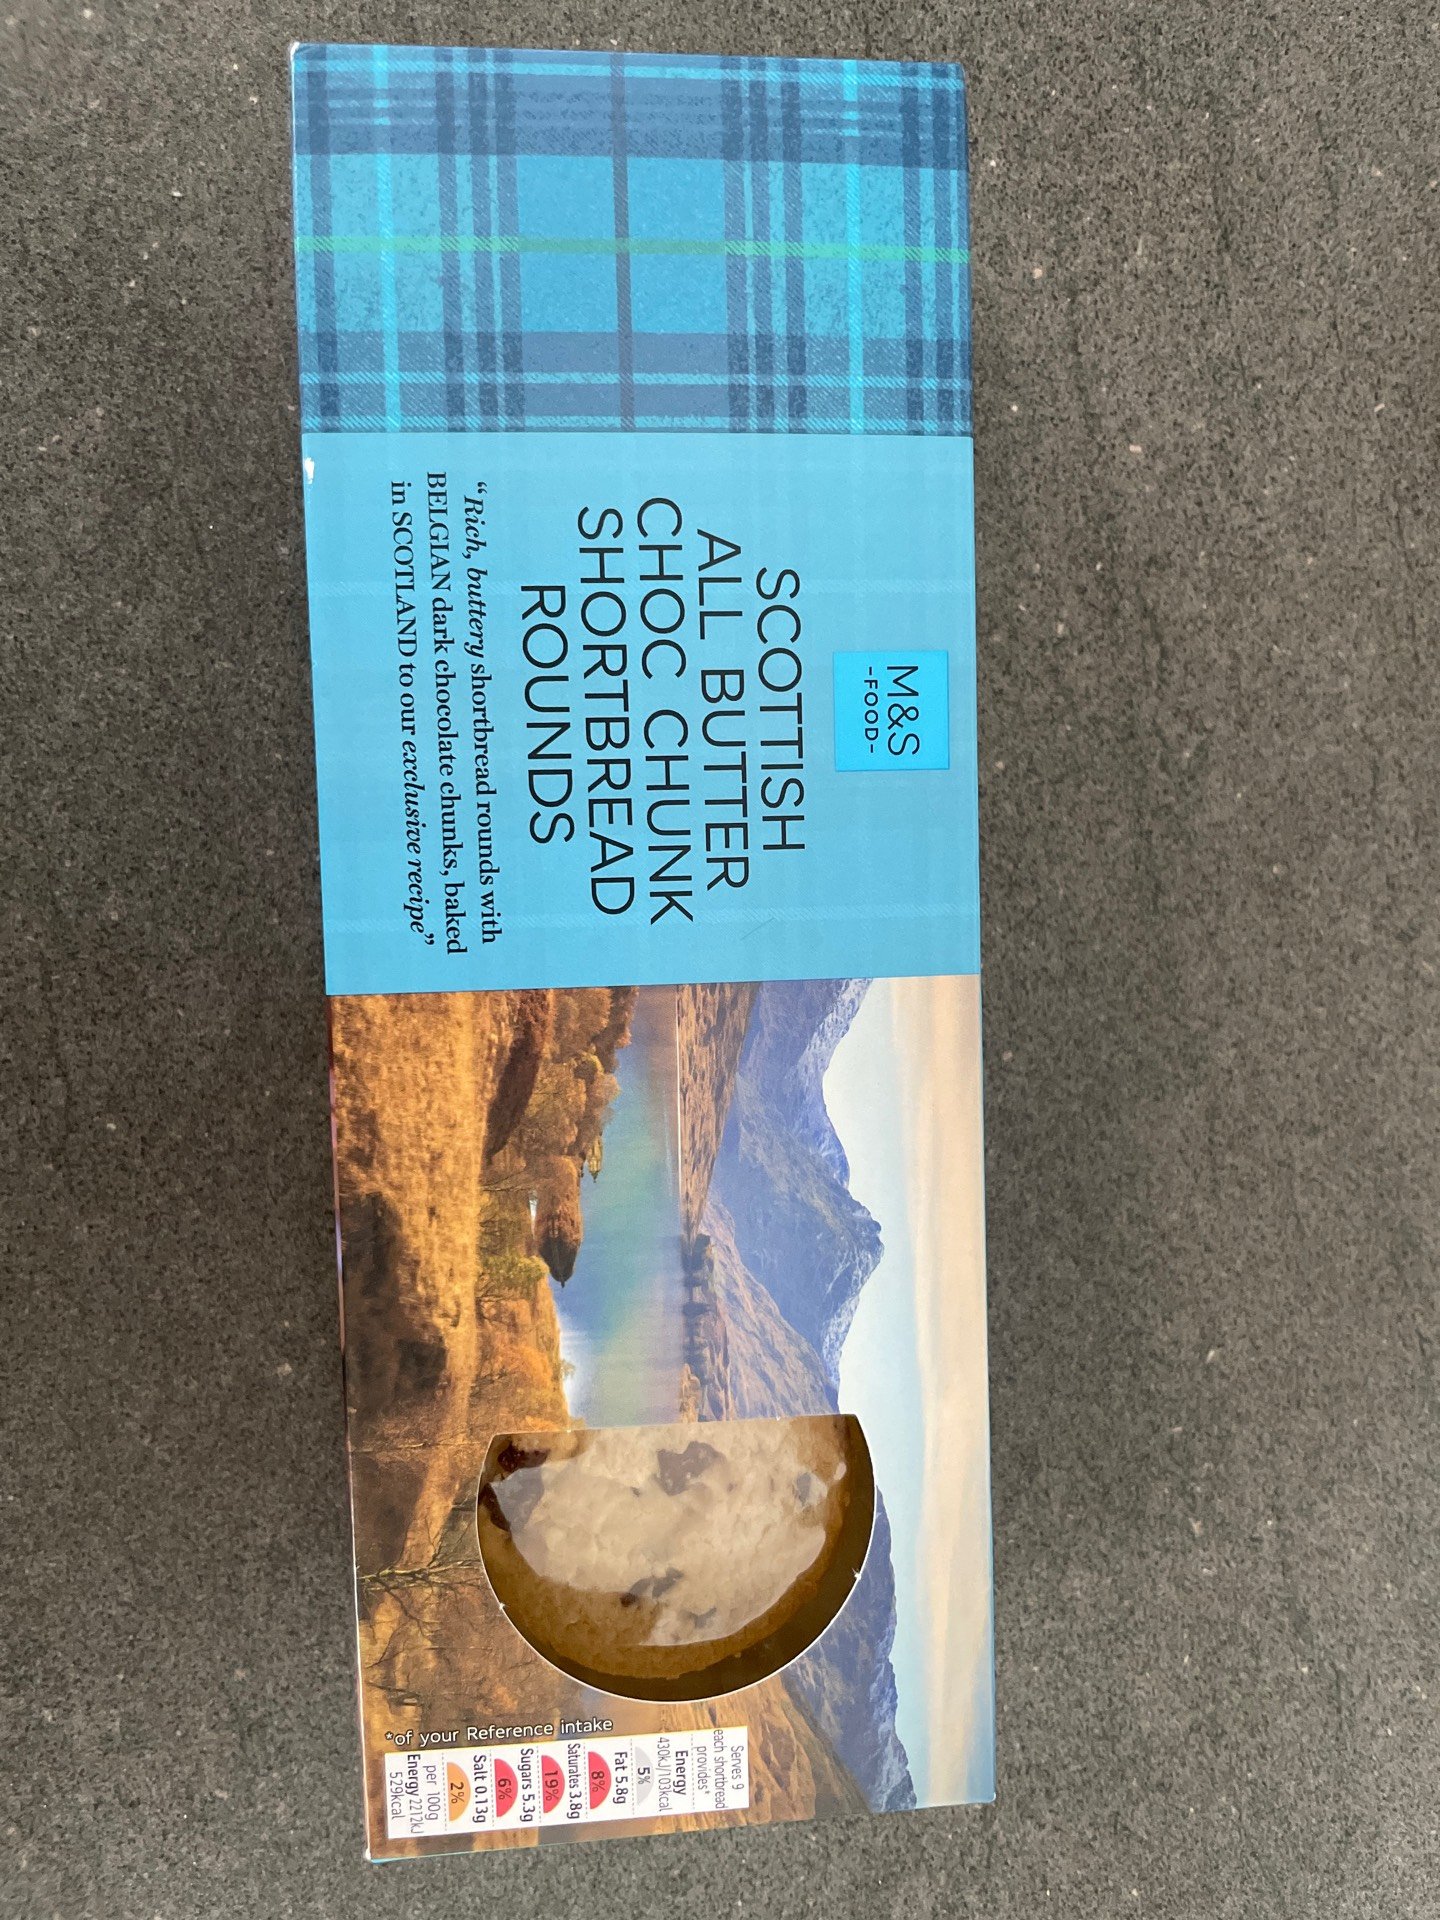 M&S
-FOOD-
SCOTTISH
ALL BUTTER
CHOC CHUNK
SHORTBREAD
ROUNDS
“Rich, buttery shortbread rounds with
BELGIAN dark chocolate chunks, baked
in SCOTLAND to our exclusive recipe”
Serves 9
each shortbread
provides*
Energy
430kJ/103kcal
5%
Fat 5.8g
8%
Saturates 3.8g
19%
Sugars 5.3g
6%
Salt 0.13g
2%
per 100g
Energy 2212kJ
529kcal
*of your Reference intake